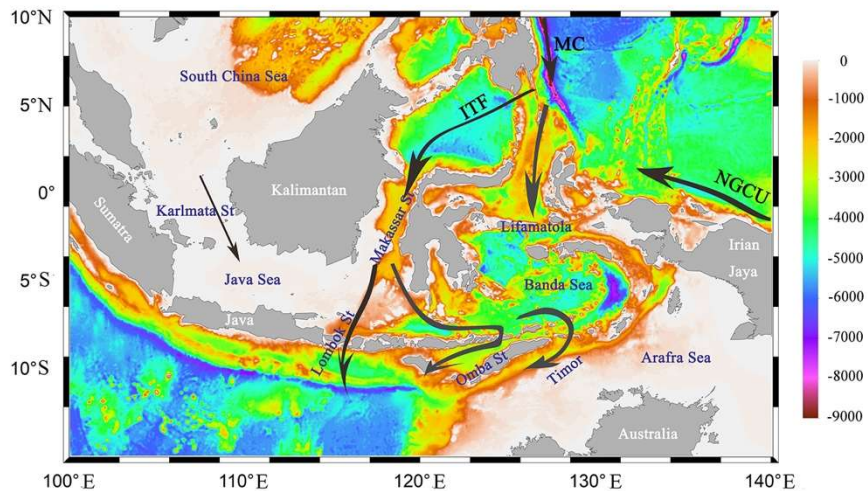 10°N
5°N
0°
5°S
10°S
100°E
110°E
120°E
130°E
140°E
MC
South China Sea
ITF
NGCU
Kalimantan
Sumatra
Karlmata St
Makassar St
Lifamatola
Irian
Jaya
Java Sea
Banda Sea
Java
Lombok St
Omba St
Timor
Arafra Sea
Australia
0
-1000
-2000
-3000
-4000
-5000
-6000
-7000
-8000
-9000